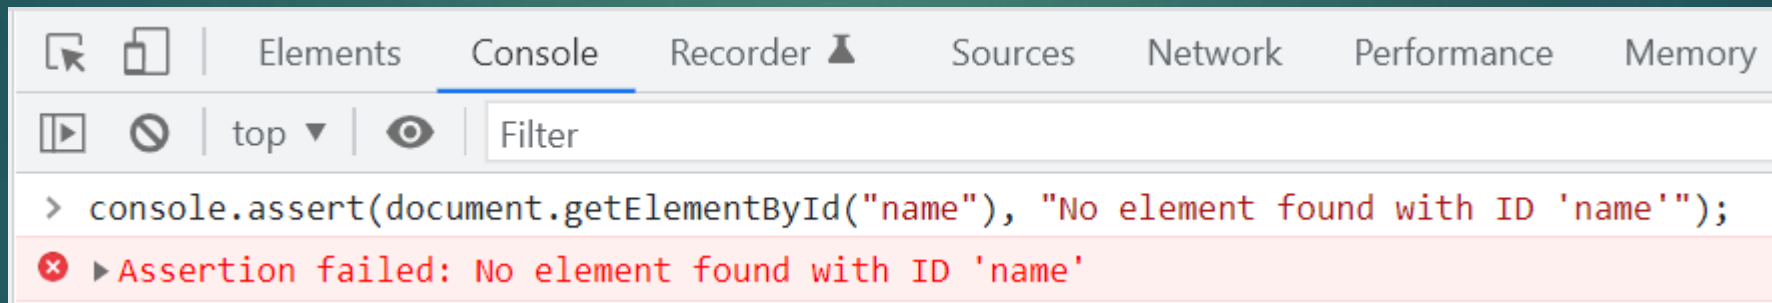 Elements Console Recorder Sources Network Performance Memory
top Filter
console.assert(document.getElementById("name"), "No element found with ID 'name'");
Assertion failed: No element found with ID 'name'